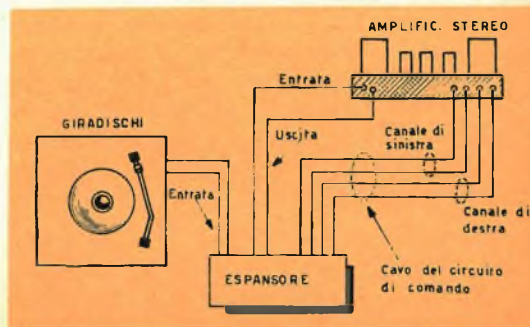 AMPLIFIC. STEREO
Entrata
GIRADISCHI
Uscita
Canale di
sinistra
Entrata
Canale di
destra
ESPANSORE
Cavo del circuito
di comando